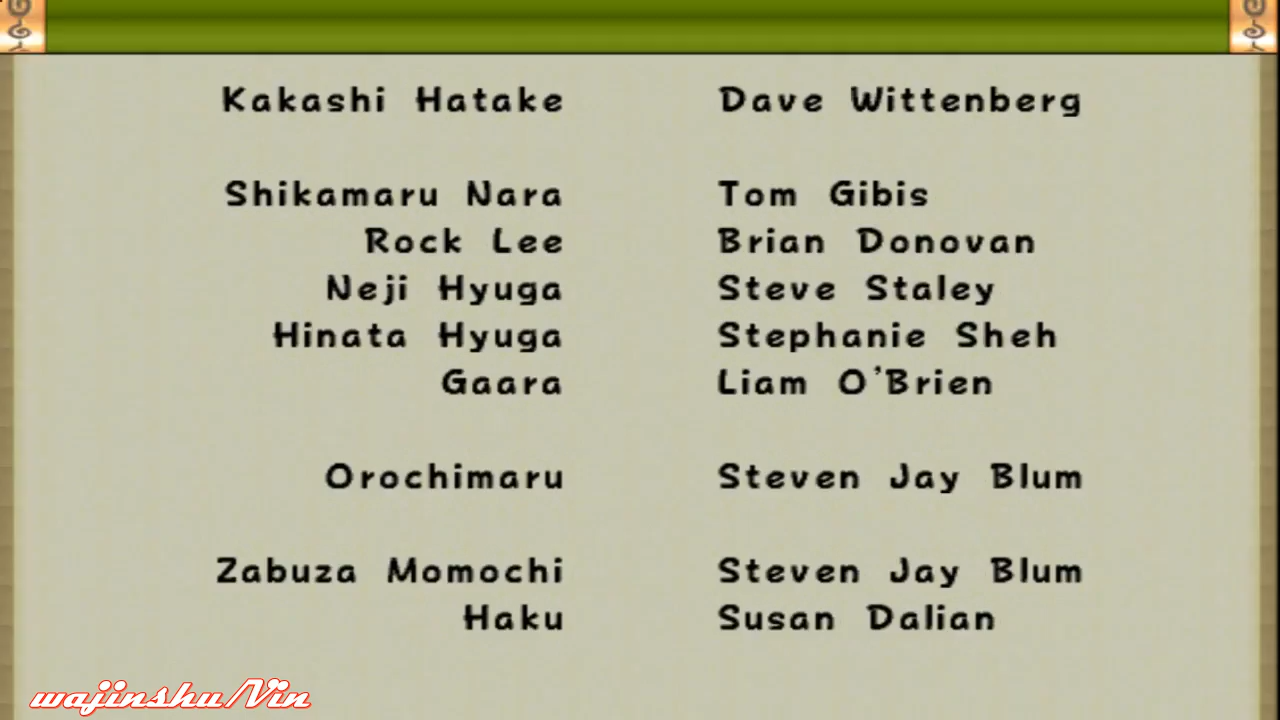 Kakashi Hatake Dave Wittenberg
Shikamaru Nara Tom Gibis
Rock Lee Brian Donovan
Neji Hyuga Steve Staley
Hinata Hyuga Stephanie Sheh
Gaara Liam O'Brien
Orochimaru Steven Jay Blum
Zabuza Momochi Steven Jay Blum
Haku Susan Dalian
wajinshu/Vin